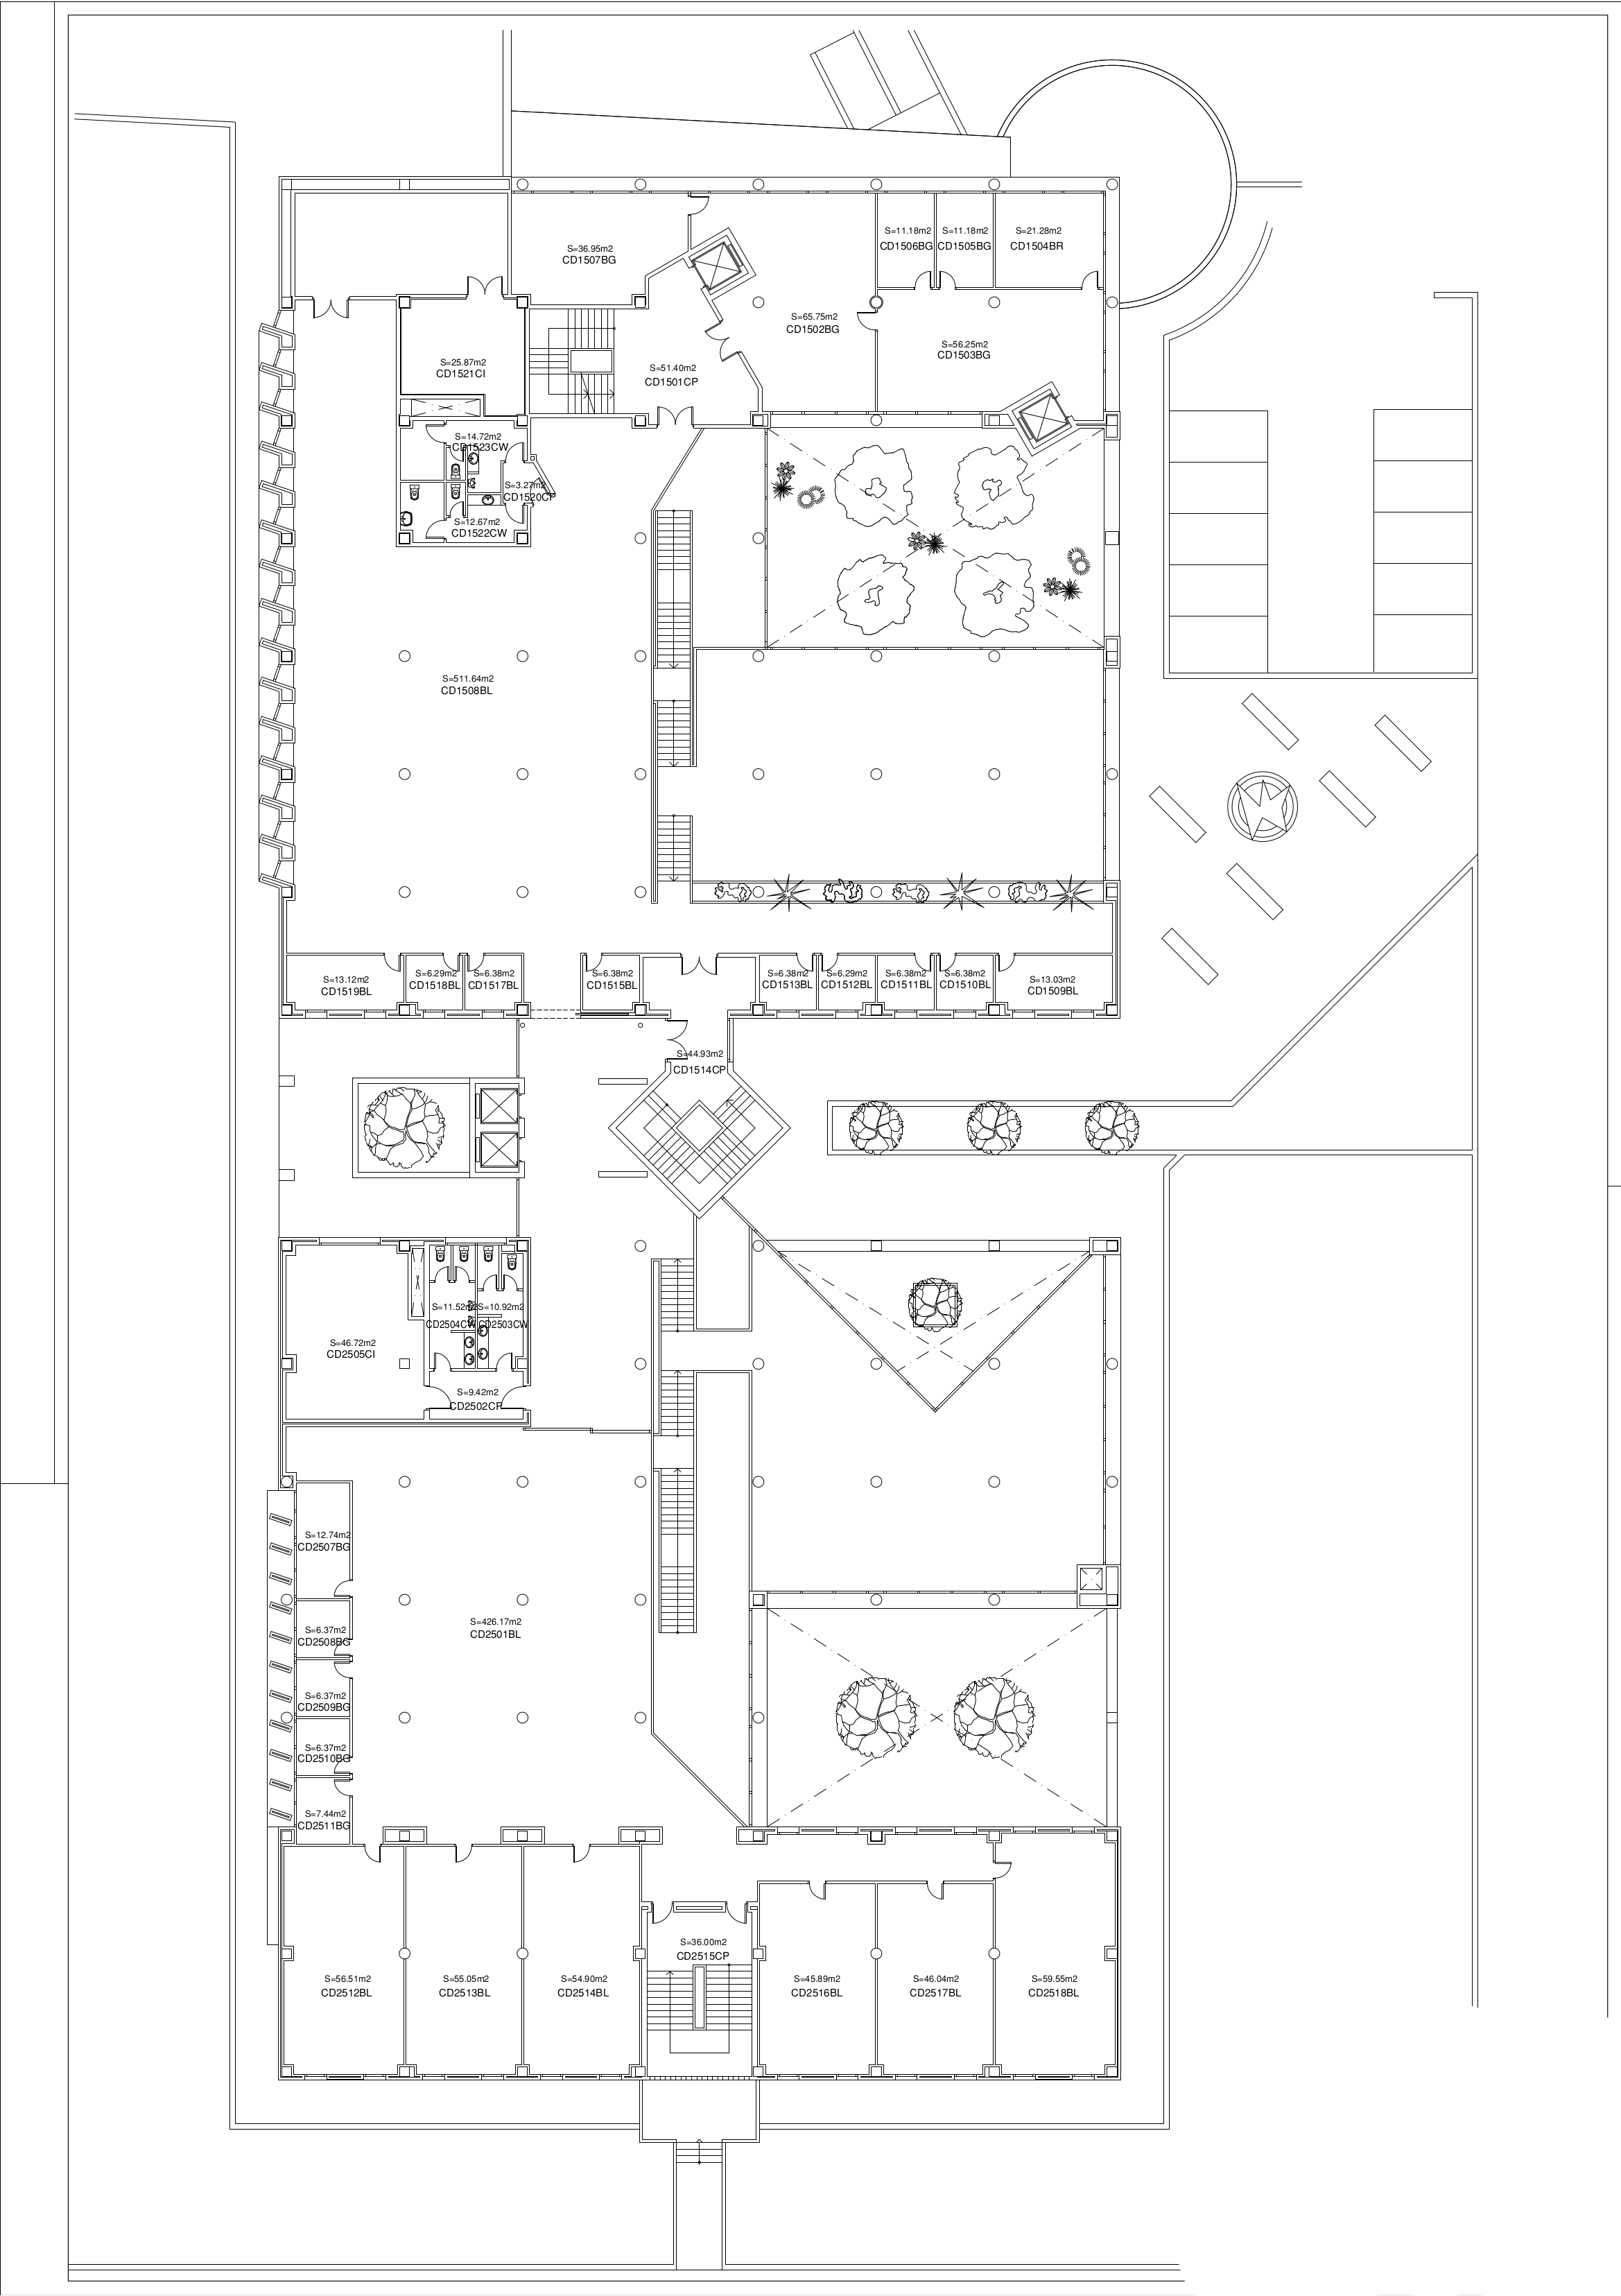 S=36.95m2
CD1507BG
S=11.18m2
CD1506BG
S=11.18m2
CD1505BG
S=21.28m2
CD1504BR
S=65.75m2
CD1502BG
S=56.25m2
CD1503BG
S=25.87m2
CD1521CI
S=51.40m2
CD1501CP
S=14.72m2
CD1523CW
S=3.27m2
CD1520CP
S=12.67m2
CD1522CW
S=511.64m2
CD1508BL
S=13.12m2
CD1519BL
S=6.29m2
CD1518BL
S=6.38m2
CD1517BL
S=6.38m2
CD1515BL
S=6.38m2
CD1513BL
S=6.29m2
CD1512BL
S=6.38m2
CD1511BL
S=6.38m2
CD1510BL
S=13.03m2
CD1509BL
S=44.93m2
CD1514CP
S=11.52m2
CD2504CW
S=10.92m2
CD2503CW
S=46.72m2
CD2505CI
S=9.42m2
CD2502CP
S=12.74m2
CD2507BG
S=6.37m2
CD2508BG
S=426.17m2
CD2501BL
S=6.37m2
CD2509BG
S=6.37m2
CD2510BG
S=7.44m2
CD2511BG
S=36.00m2
CD2515CP
S=56.51m2
CD2512BL
S=55.05m2
CD2513BL
S=54.90m2
CD2514BL
S=45.89m2
CD2516BL
S=46.04m2
CD2517BL
S=59.55m2
CD2518BL